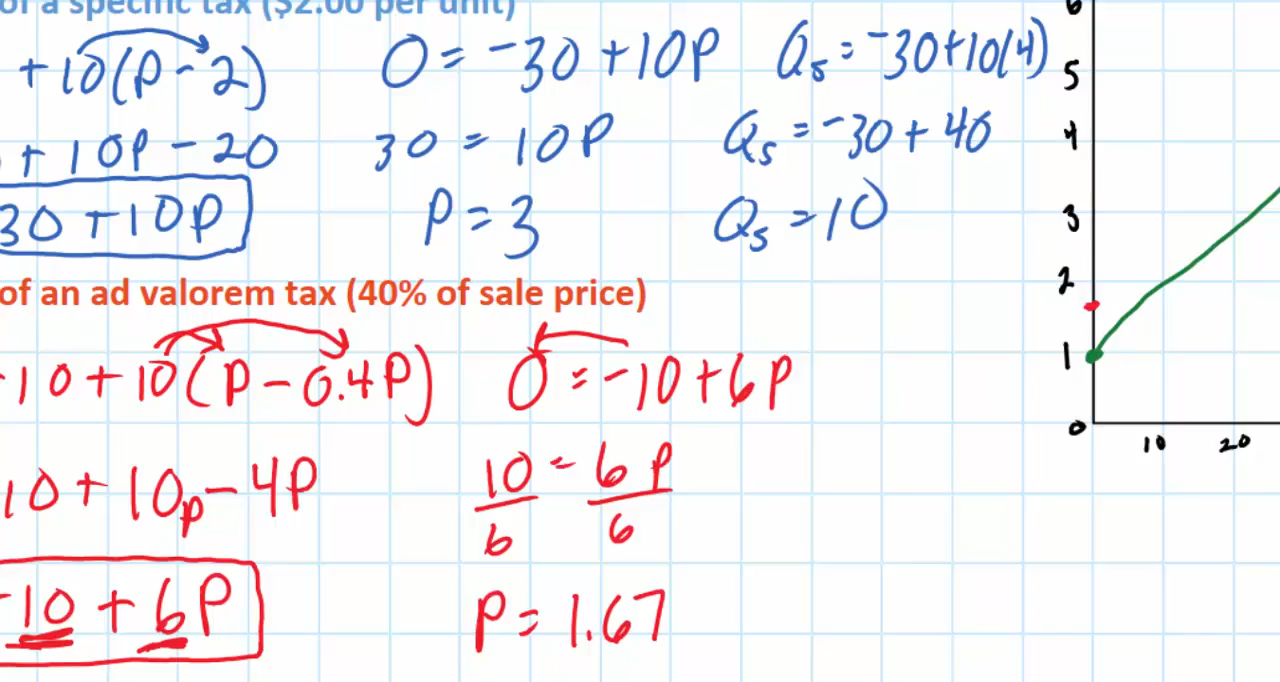 of a specific tax ($2.00 per unit)
+10(P-2)
+ 10P - 20
30 +10P
0 = -30 +10P
30 = 10P
P = 3
Qs = -30+10(4)
Qs = -30 + 40
Qs = 10
of an ad valorem tax (40% of sale price)
-10+10(P-0.4P)
10+10p-4P
-10 + 6P
0 = -10+6P
10 = 6P
6 6
P = 1.67
6
5
4
3
2
1
0
10 20